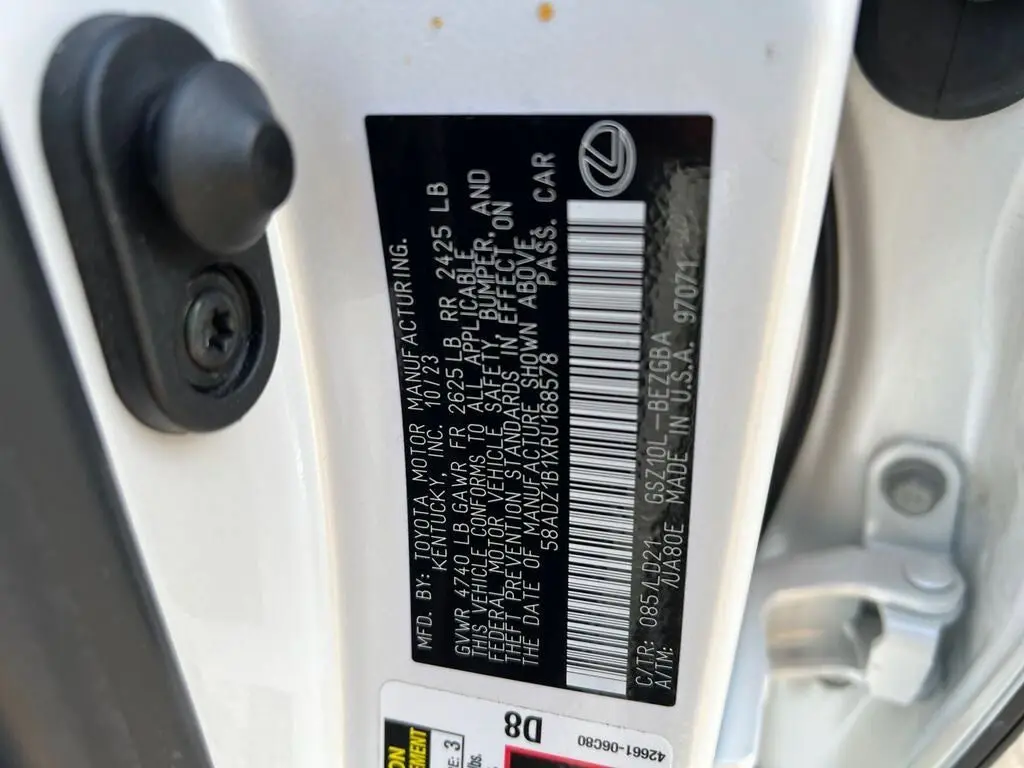 MFD. BY: TOYOTA MOTOR MANUFACTURING.
KENTUCKY, INC. 10/23
GVWR 4740 LB GAWR FR 2625 LB RR 2425 LB
THIS VEHICLE CONFORMS TO ALL APPLICABLE
FEDERAL MOTOR VEHICLE SAFETY, BUMPER, AND
THEFT PREVENTION STANDARDS IN EFFECT ON
THE DATE OF MANUFACTURE SHOWN ABOVE.
58ADZ1B1XRU168578 PASS. CAR
C/TR: 085/LD21 GSZ10L-BEZGBA
A/TM: /UA80E MADE IN U.S.A. 97071
D8
42661-06C80
3